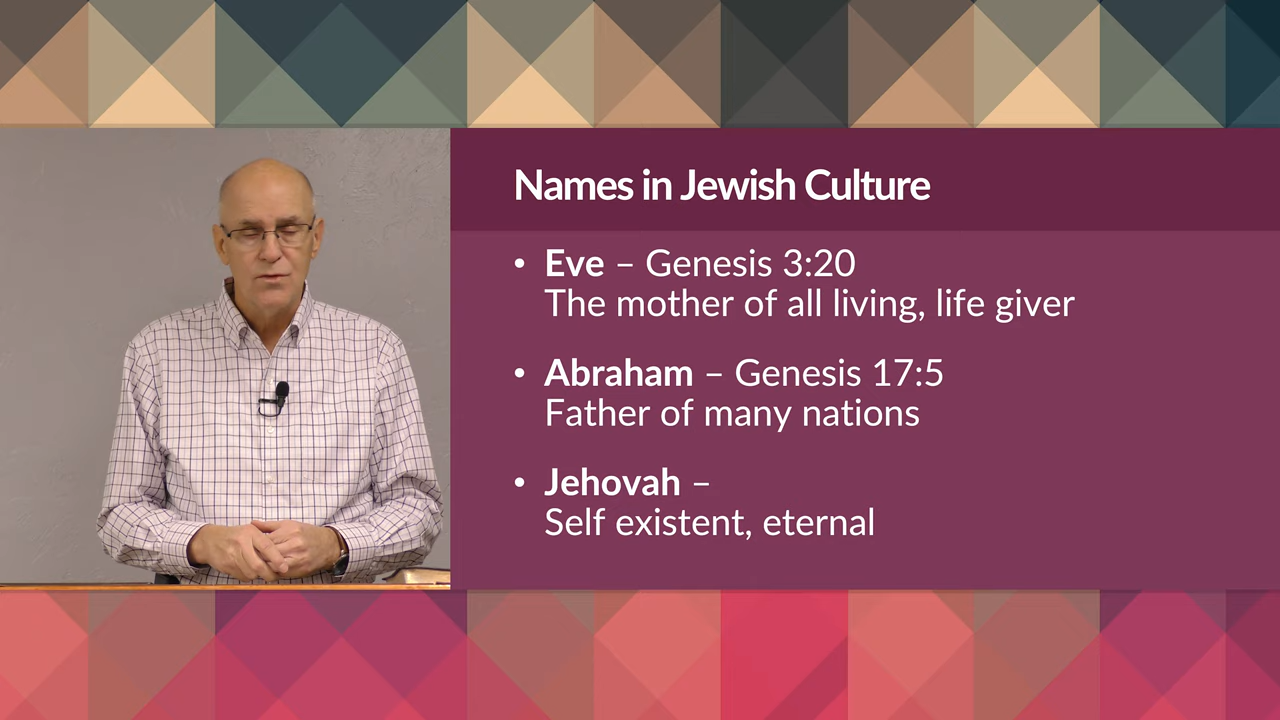 Names in Jewish Culture
• Eve – Genesis 3:20
The mother of all living, life giver
• Abraham – Genesis 17:5
Father of many nations
• Jehovah –
Self existent, eternal